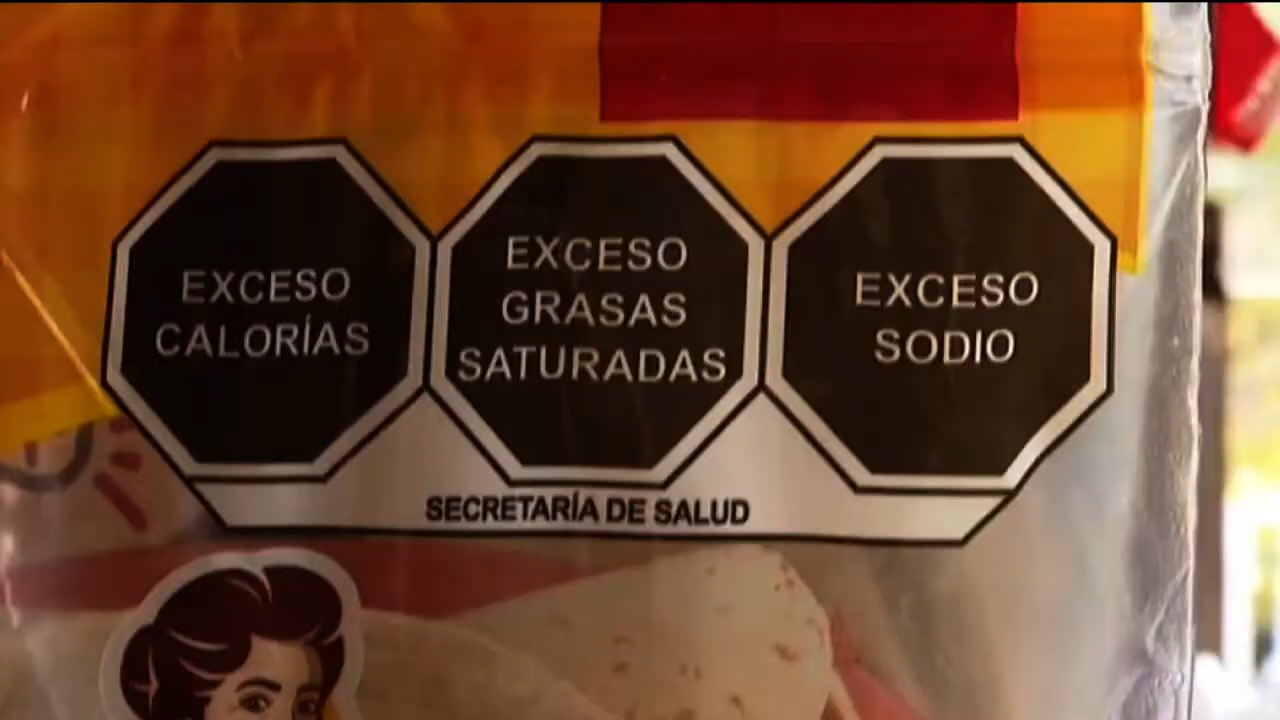 EXCESO
CALORÍAS
EXCESO
GRASAS
SATURADAS
EXCESO
SODIO
SECRETARÍA DE SALUD